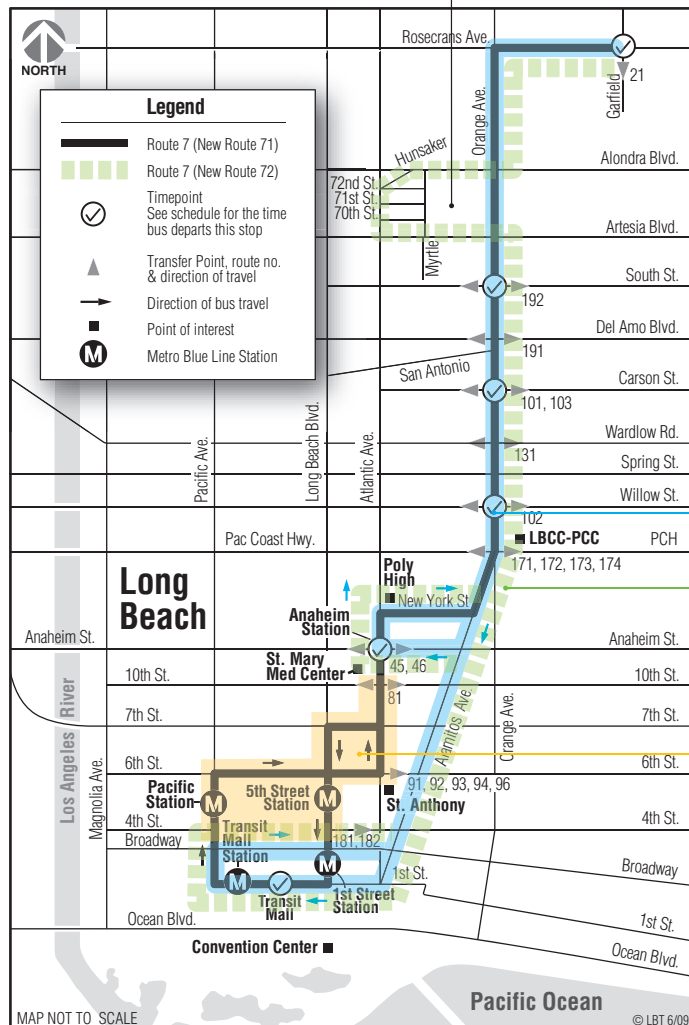 NORTH
Rosecrans Ave.
21
Garfield
Orange Ave.
Legend
Route 7 (New Route 71)
Route 7 (New Route 72)
Timepoint
See schedule for the time
bus departs this stop
Transfer Point, route no.
& direction of travel
Direction of bus travel
Point of interest
M
Metro Blue Line Station
Hunsaker
Alondra Blvd.
72nd St.
71st St.
70th St.
Artesia Blvd.
Myrtle
South St.
192
Del Amo Blvd.
191
San Antonio
Carson St.
101, 103
Pacific Ave.
Long Beach Blvd.
Atlantic Ave.
Wardlow Rd.
131
Spring St.
Willow St.
102
LBCC-PCC
Pac Coast Hwy.
PCH
171, 172, 173, 174
Long
Beach
Poly
High
New York St
Anaheim
Station
Anaheim St.
Anaheim St.
St. Mary
Med Center
45, 46
10th St.
10th St.
81
Alamitos Ave.
Orange Ave.
7th St.
7th St.
Los Angeles River
Magnolia Ave.
6th St.
6th St.
Pacific
Station
5th Street
Station
91, 92, 93, 94, 96
St. Anthony
M
M
4th St.
4th St.
Transit
Mall
Station
181,182
Broadway
Broadway
M
M
1st St.
1st Street
Station
Transit
Mall
1st St.
Ocean Blvd.
Ocean Blvd.
Convention Center
Pacific Ocean
MAP NOT TO SCALE
© LBT 6/09